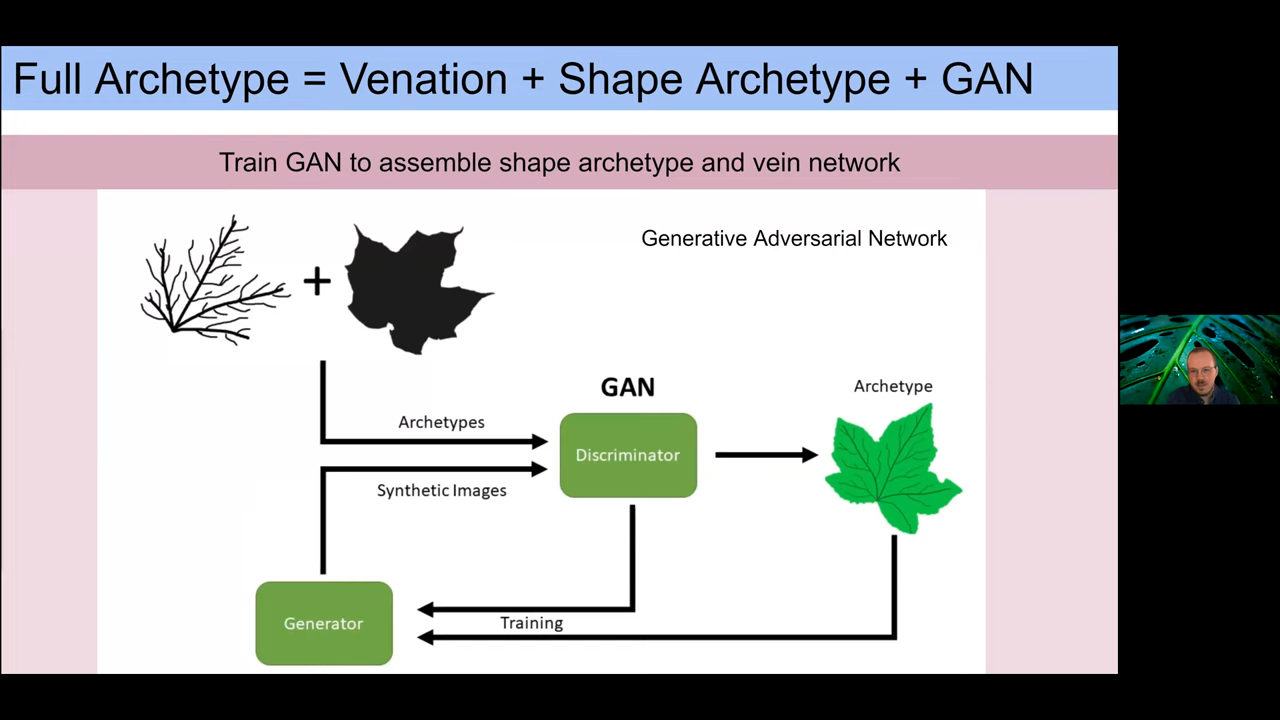 Full Archetype = Venation + Shape Archetype + GAN
Train GAN to assemble shape archetype and vein network
Generative Adversarial Network
+
GAN
Archetype
Archetypes
Discriminator
Synthetic Images
Generator
Training